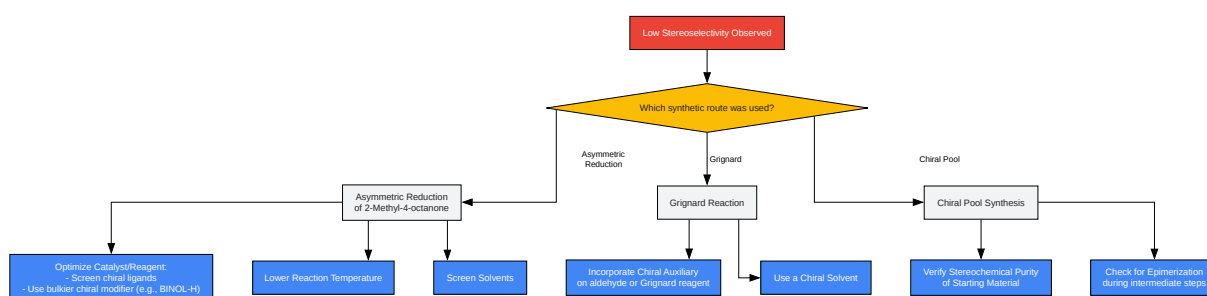 Low Stereoselectivity Observed
Which synthetic route was used?
Asymmetric
Reduction
Grignard
Chiral Pool
Asymmetric Reduction
of 2-Methyl-4-octanone
Grignard Reaction
Chiral Pool Synthesis
Optimize Catalyst/Reagent:
- Screen chiral ligands
- Use bulkier chiral modifier (e.g., BINOL-H)
Lower Reaction Temperature
Screen Solvents
Incorporate Chiral Auxiliary
on aldehyde or Grignard reagent
Use a Chiral Solvent
Verify Stereochemical Purity
of Starting Material
Check for Epimerization
during intermediate steps